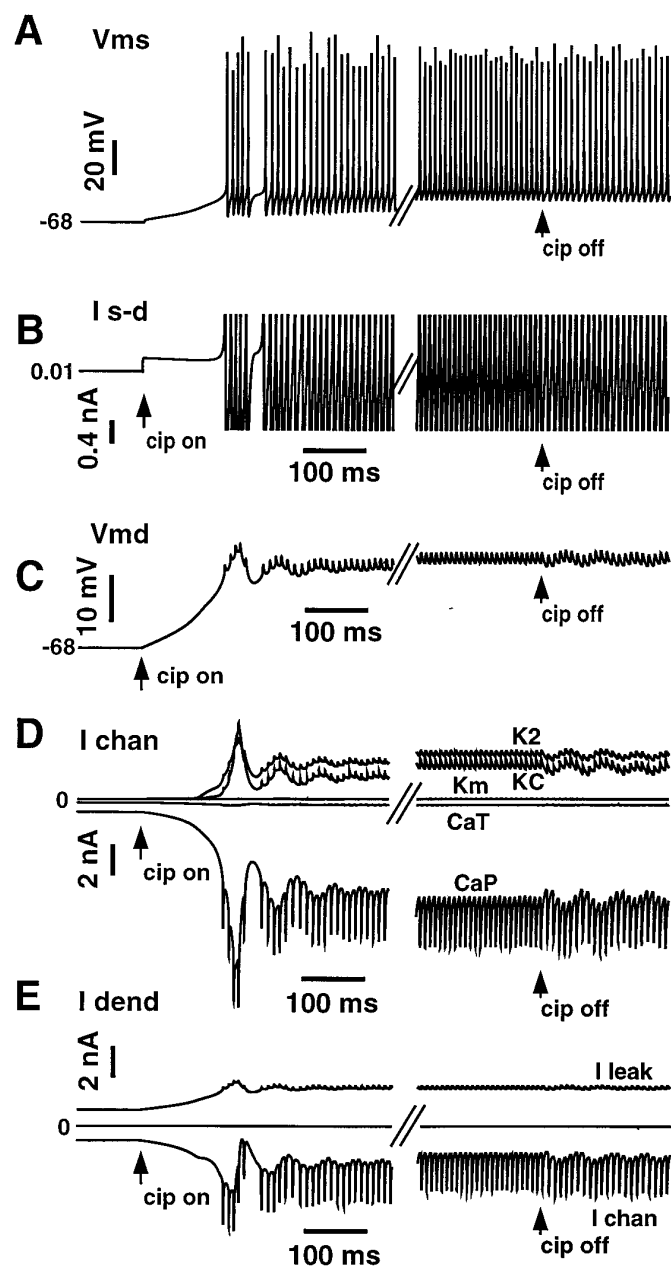 A
Vms
20 mV
-68
cip off
B
I s-d
0.01
0.4 nA
cip on
100 ms
cip off
C
Vmd
10 mV
100 ms
cip off
-68
cip on
D
I chan
K2
0
Km
KC
CaT
cip on
2 nA
CaP
100 ms
cip off
E
I dend
2 nA
I leak
0
cip on
I chan
100 ms
cip off